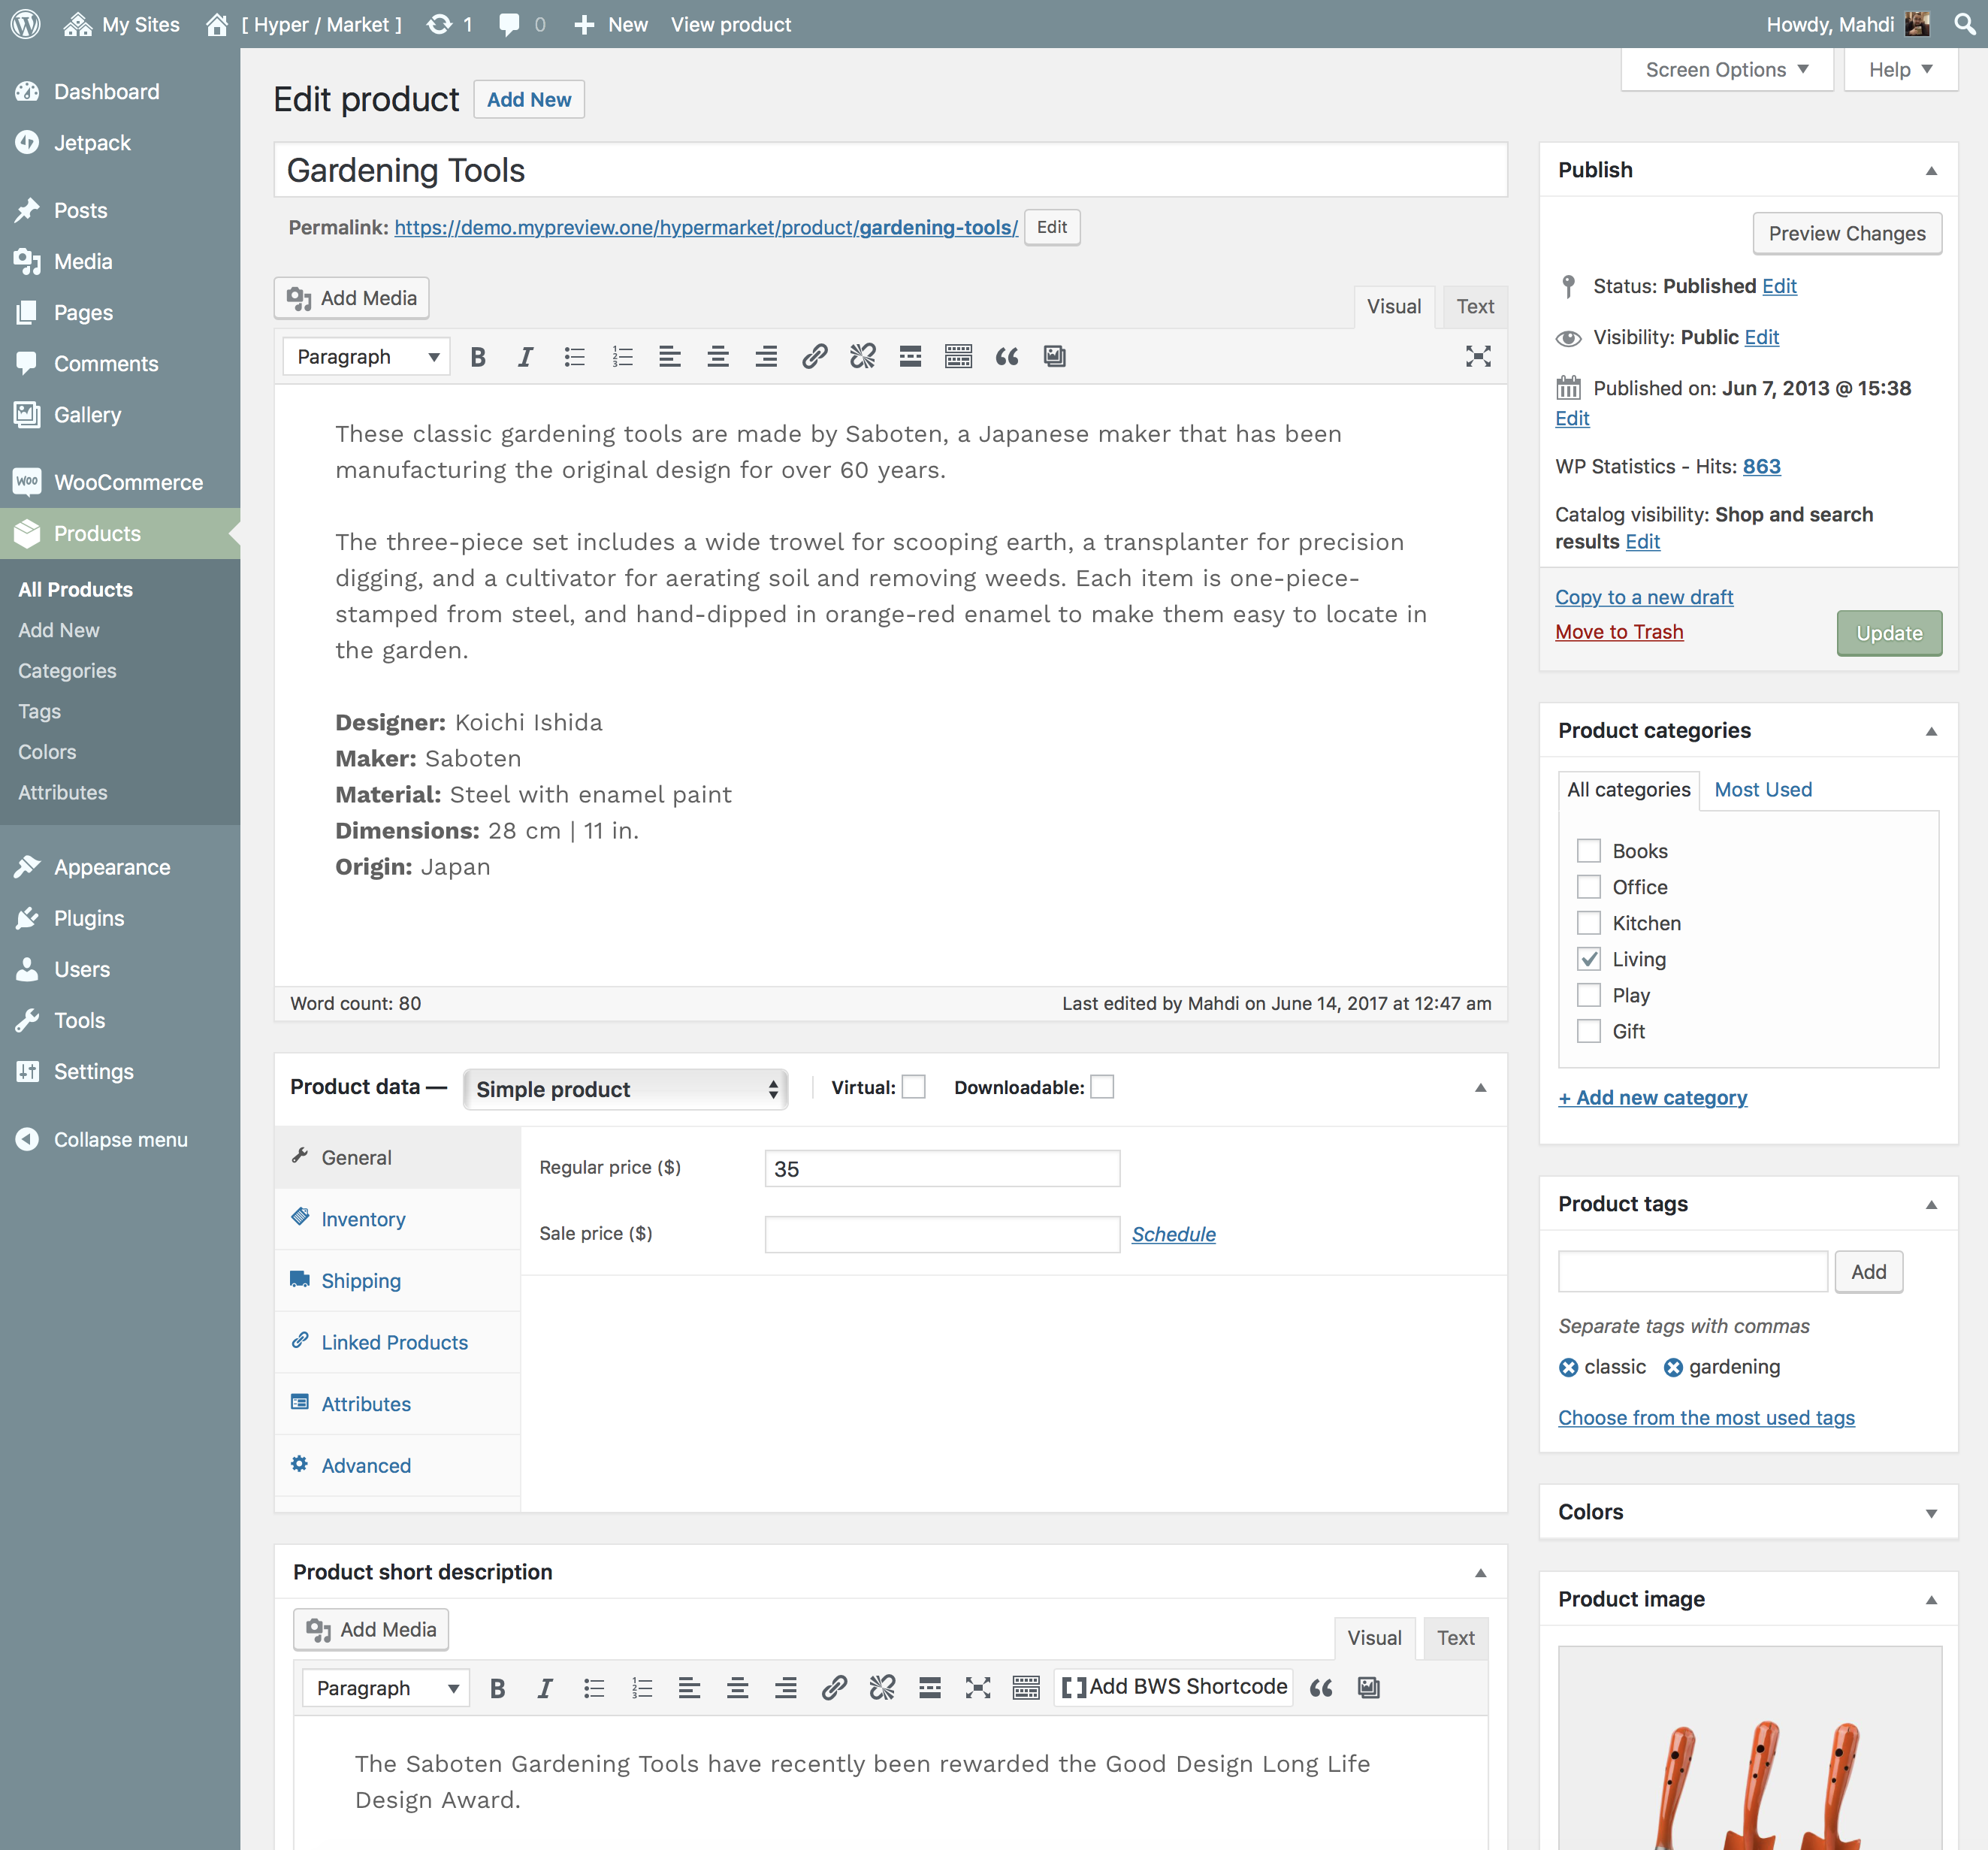 My Sites [ Hyper / Market ] 1 0 New View product Howdy, Mahdi
Dashboard
Jetpack
Posts
Media
Pages
Comments
Gallery
Woo WooCommerce
Products
All Products
Add New
Categories
Tags
Colors
Attributes
Appearance
Plugins
Users
Tools
Settings
Collapse menu
Screen Options Help
Edit product Add New
Gardening Tools
Permalink: https://demo.mypreview.one/hypermarket/product/gardening-tools/ Edit
Add Media
Visual Text
Paragraph B I
These classic gardening tools are made by Saboten, a Japanese maker that has been
manufacturing the original design for over 60 years.
The three-piece set includes a wide trowel for scooping earth, a transplanter for precision
digging, and a cultivator for aerating soil and removing weeds. Each item is one-piece-
stamped from steel, and hand-dipped in orange-red enamel to make them easy to locate in
the garden.
Designer: Koichi Ishida
Maker: Saboten
Material: Steel with enamel paint
Dimensions: 28 cm | 11 in.
Origin: Japan
Word count: 80 Last edited by Mahdi on June 14, 2017 at 12:47 am
Product data — Simple product Virtual: Downloadable:
General
Inventory
Shipping
Linked Products
Attributes
Advanced
Regular price ($) 35
Sale price ($) Schedule
Product short description
Add Media
Visual Text
Paragraph B I Add BWS Shortcode
The Saboten Gardening Tools have recently been rewarded the Good Design Long Life
Design Award.
Publish
Preview Changes
Status: Published Edit
Visibility: Public Edit
Published on: Jun 7, 2013 @ 15:38
Edit
WP Statistics - Hits: 863
Catalog visibility: Shop and search
results Edit
Copy to a new draft
Move to Trash
Update
Product categories
All categories Most Used
Books
Office
Kitchen
Living
Play
Gift
+ Add new category
Product tags
Add
Separate tags with commas
classic gardening
Choose from the most used tags
Colors
Product image